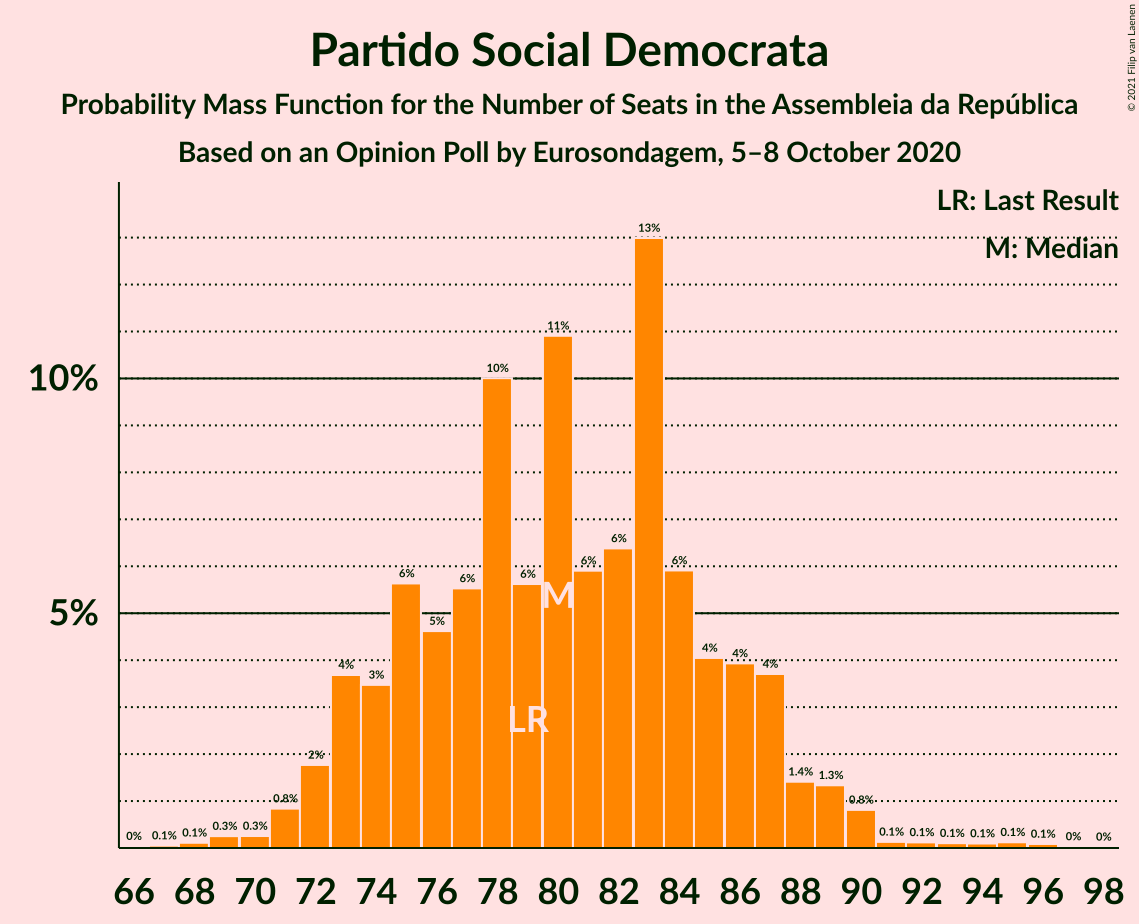 Partido Social Democrata
Probability Mass Function for the Number of Seats in the Assembleia da República
Based on an Opinion Poll by Eurosondagem, 5–8 October 2020
© 2021 Filip van Laenen
LR: Last Result
M: Median
10%
5%
0% 0.1% 0.1% 0.3% 0.3% 0.8% 2% 4% 3% 6% 5% 6% 10% 6% 11% 6% 6% 13% 6% 4% 4% 4% 1.4% 1.3% 0.8% 0.1% 0.1% 0.1% 0.1% 0.1% 0.1% 0% 0%
M
LR
66 68 70 72 74 76 78 80 82 84 86 88 90 92 94 96 98